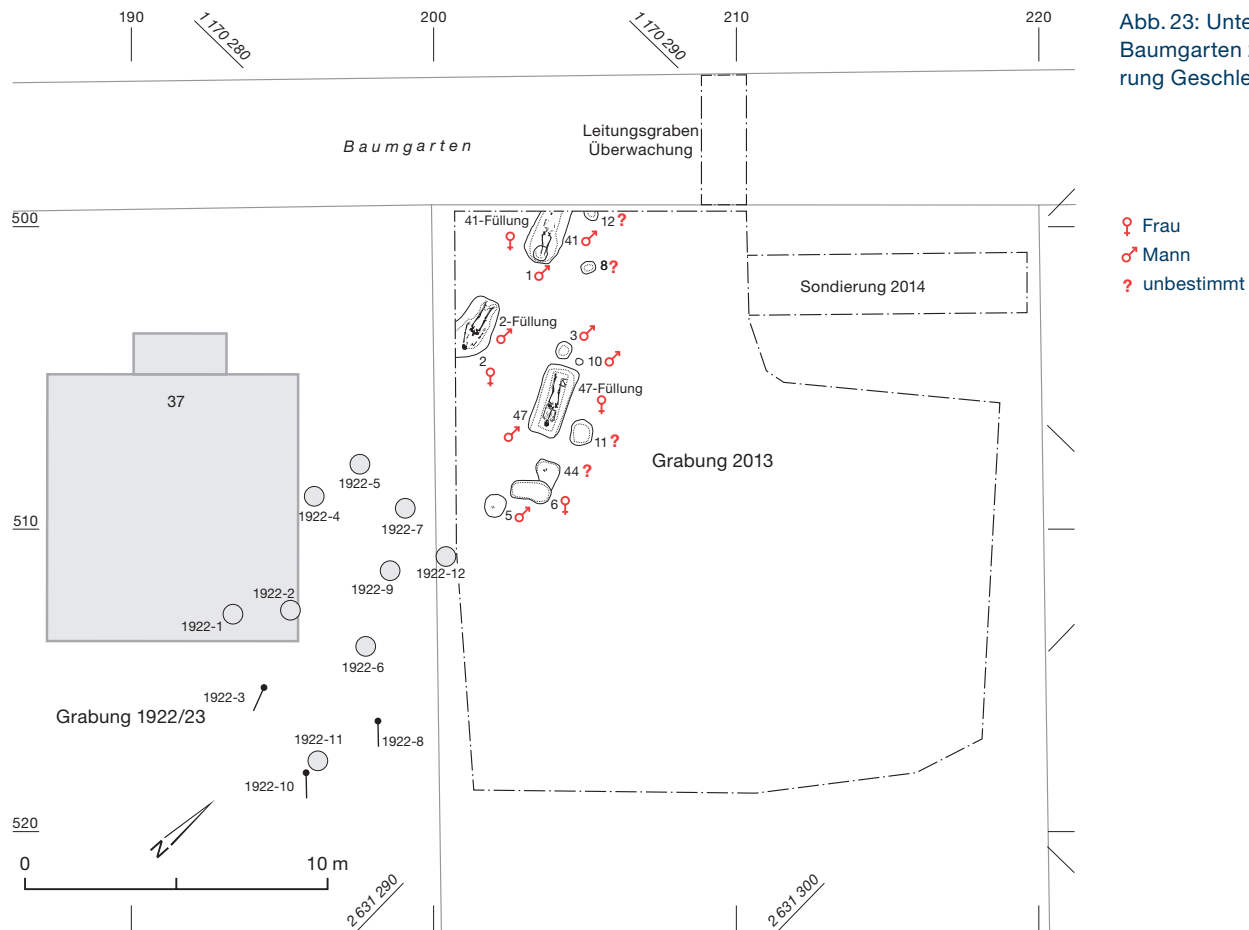 190
200
210
220
1 170 280
1 170 290
Abb. 23: Unte
Baumgarten
rung Geschle
Baumgarten
Leitungsgraben
Überwachung
500
41-Füllung
12 ?
♀
41 ♂
1 ♂
8 ?
♀ Frau
♂ Mann
? unbestimmt
Sondierung 2014
2-Füllung
♂
2
♀
3 ♂
10 ♂
47-Füllung
♀
47
♂
11 ?
37
Grabung 2013
44 ?
6 ♀
5 ♂
1922-5
1922-4
1922-7
510
1922-12
1922-9
1922-2
1922-1
1922-6
1922-3
Grabung 1922/23
1922-8
1922-11
1922-10
520
N
0
10 m
2 631 290
2 631 300